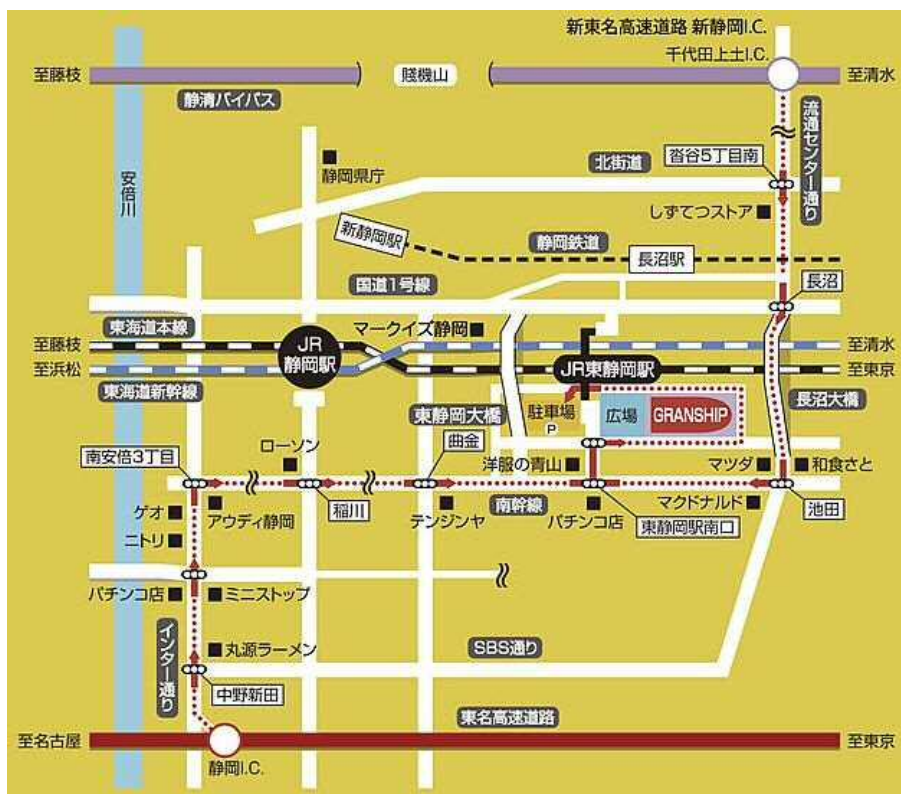 新東名高速道路 新静岡I.C.
千代田上土I.C.
至藤枝
賤機山
至清水
静清バイパス
流通センター通り
安倍川
静岡県庁
北街道
沓谷5丁目南
しずてつストア
新静岡駅
静岡鉄道
長沼駅
国道1号線
長沼
東海道本線
マークイズ静岡
至藤枝
JR
静岡駅
至清水
至浜松
JR東静岡駅
至東京
東海道新幹線
東静岡大橋
駐車場
P
広場
GRANSHIP
長沼大橋
南安倍3丁目
ローソン
曲金
洋服の青山
マツダ
和食さと
ゲオ
アウディ静岡
稲川
テンジンヤ
南幹線
パチンコ店
マクドナルド
池田
東静岡駅南口
ニトリ
パチンコ店
ミニストップ
インター通り
丸源ラーメン
SBS通り
中野新田
東名高速道路
至名古屋
至東京
静岡I.C.